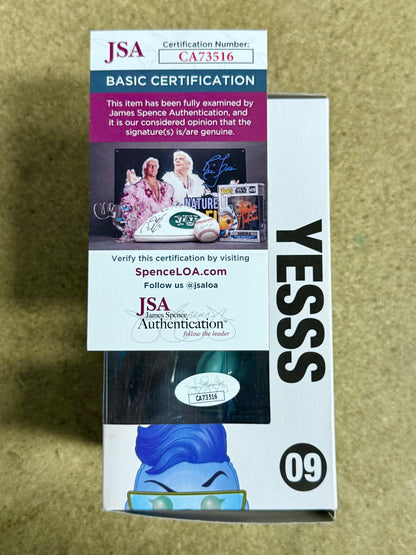 JSA
Certification Number:
CA73516
BASIC CERTIFICATION
This item has been fully examined by
James Spence Authentication, and
it is our considered opinion that the
signature(s) is/are genuine.
NATURE
Verify this certification by visiting
SpenceLOA.com
Follow us @jsaloa
JSA
James Spence
Authentication™
follow the leader
CA73516
YESSS
09